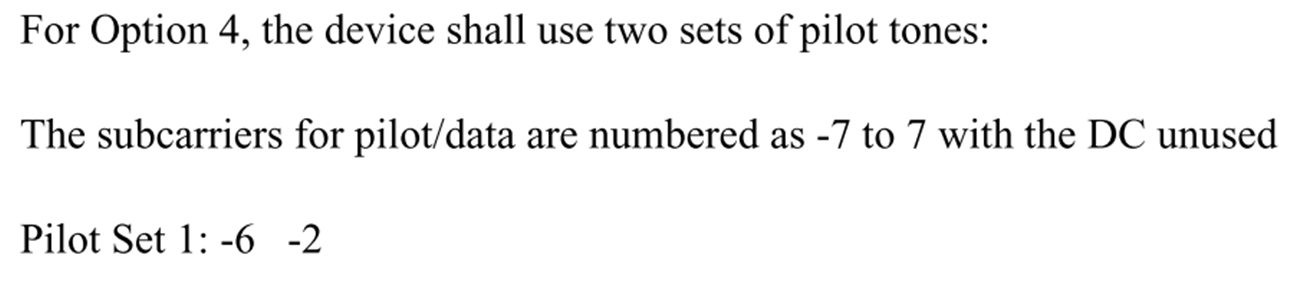 For Option 4, the device shall use two sets of pilot tones:
The subcarriers for pilot/data are numbered as -7 to 7 with the DC unused
Pilot Set 1: -6 -2